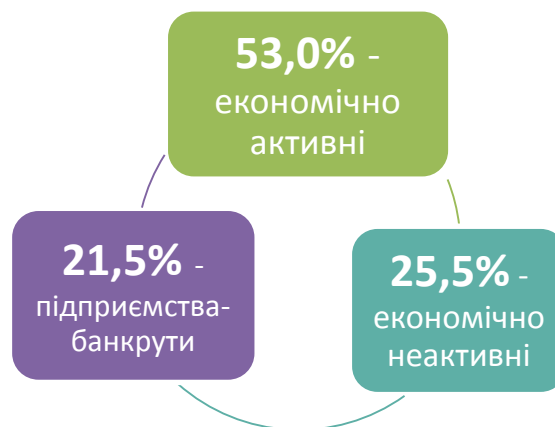 53,0% -
економічно
активні
21,5% -
підприємства-
банкрути
25,5% -
економічно
неактивні